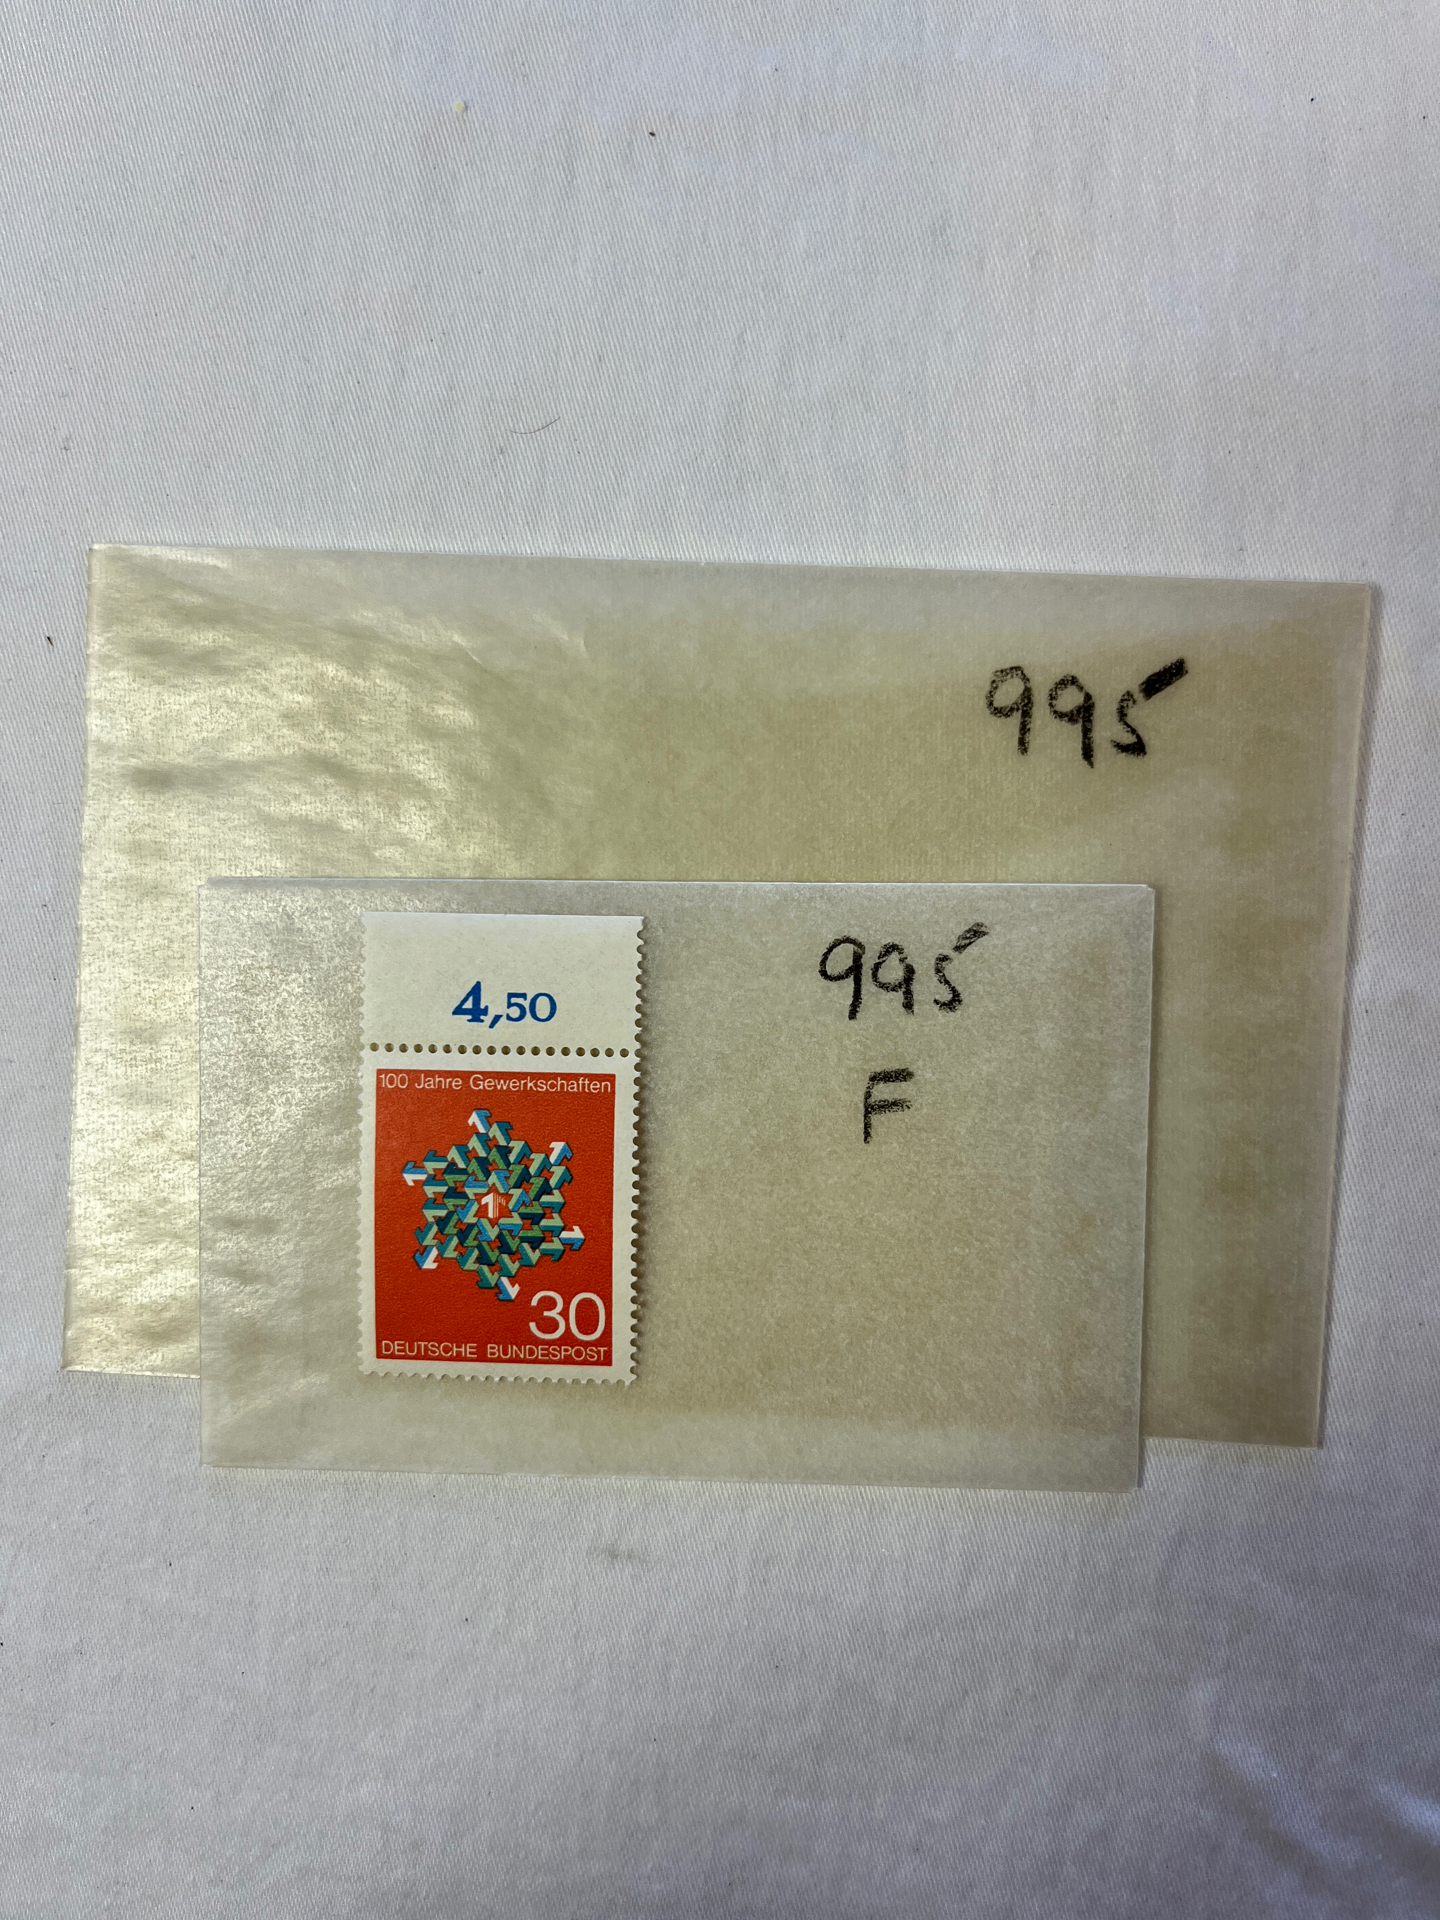 995
995
F
4,50
100 Jahre Gewerkschaften
1
30
DEUTSCHE BUNDESPOST